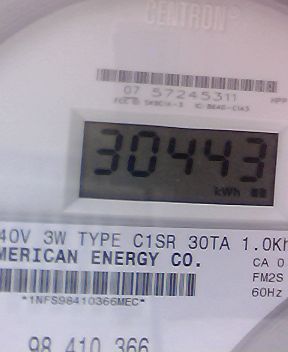 CENTRON®
07 57245311
30443
kWh
40V 3W TYPE C1SR 30TA 1.0Kh
MERICAN ENERGY CO.
CA 0
FM2S
60Hz
*1NFS98410366MEC*
98 410 366